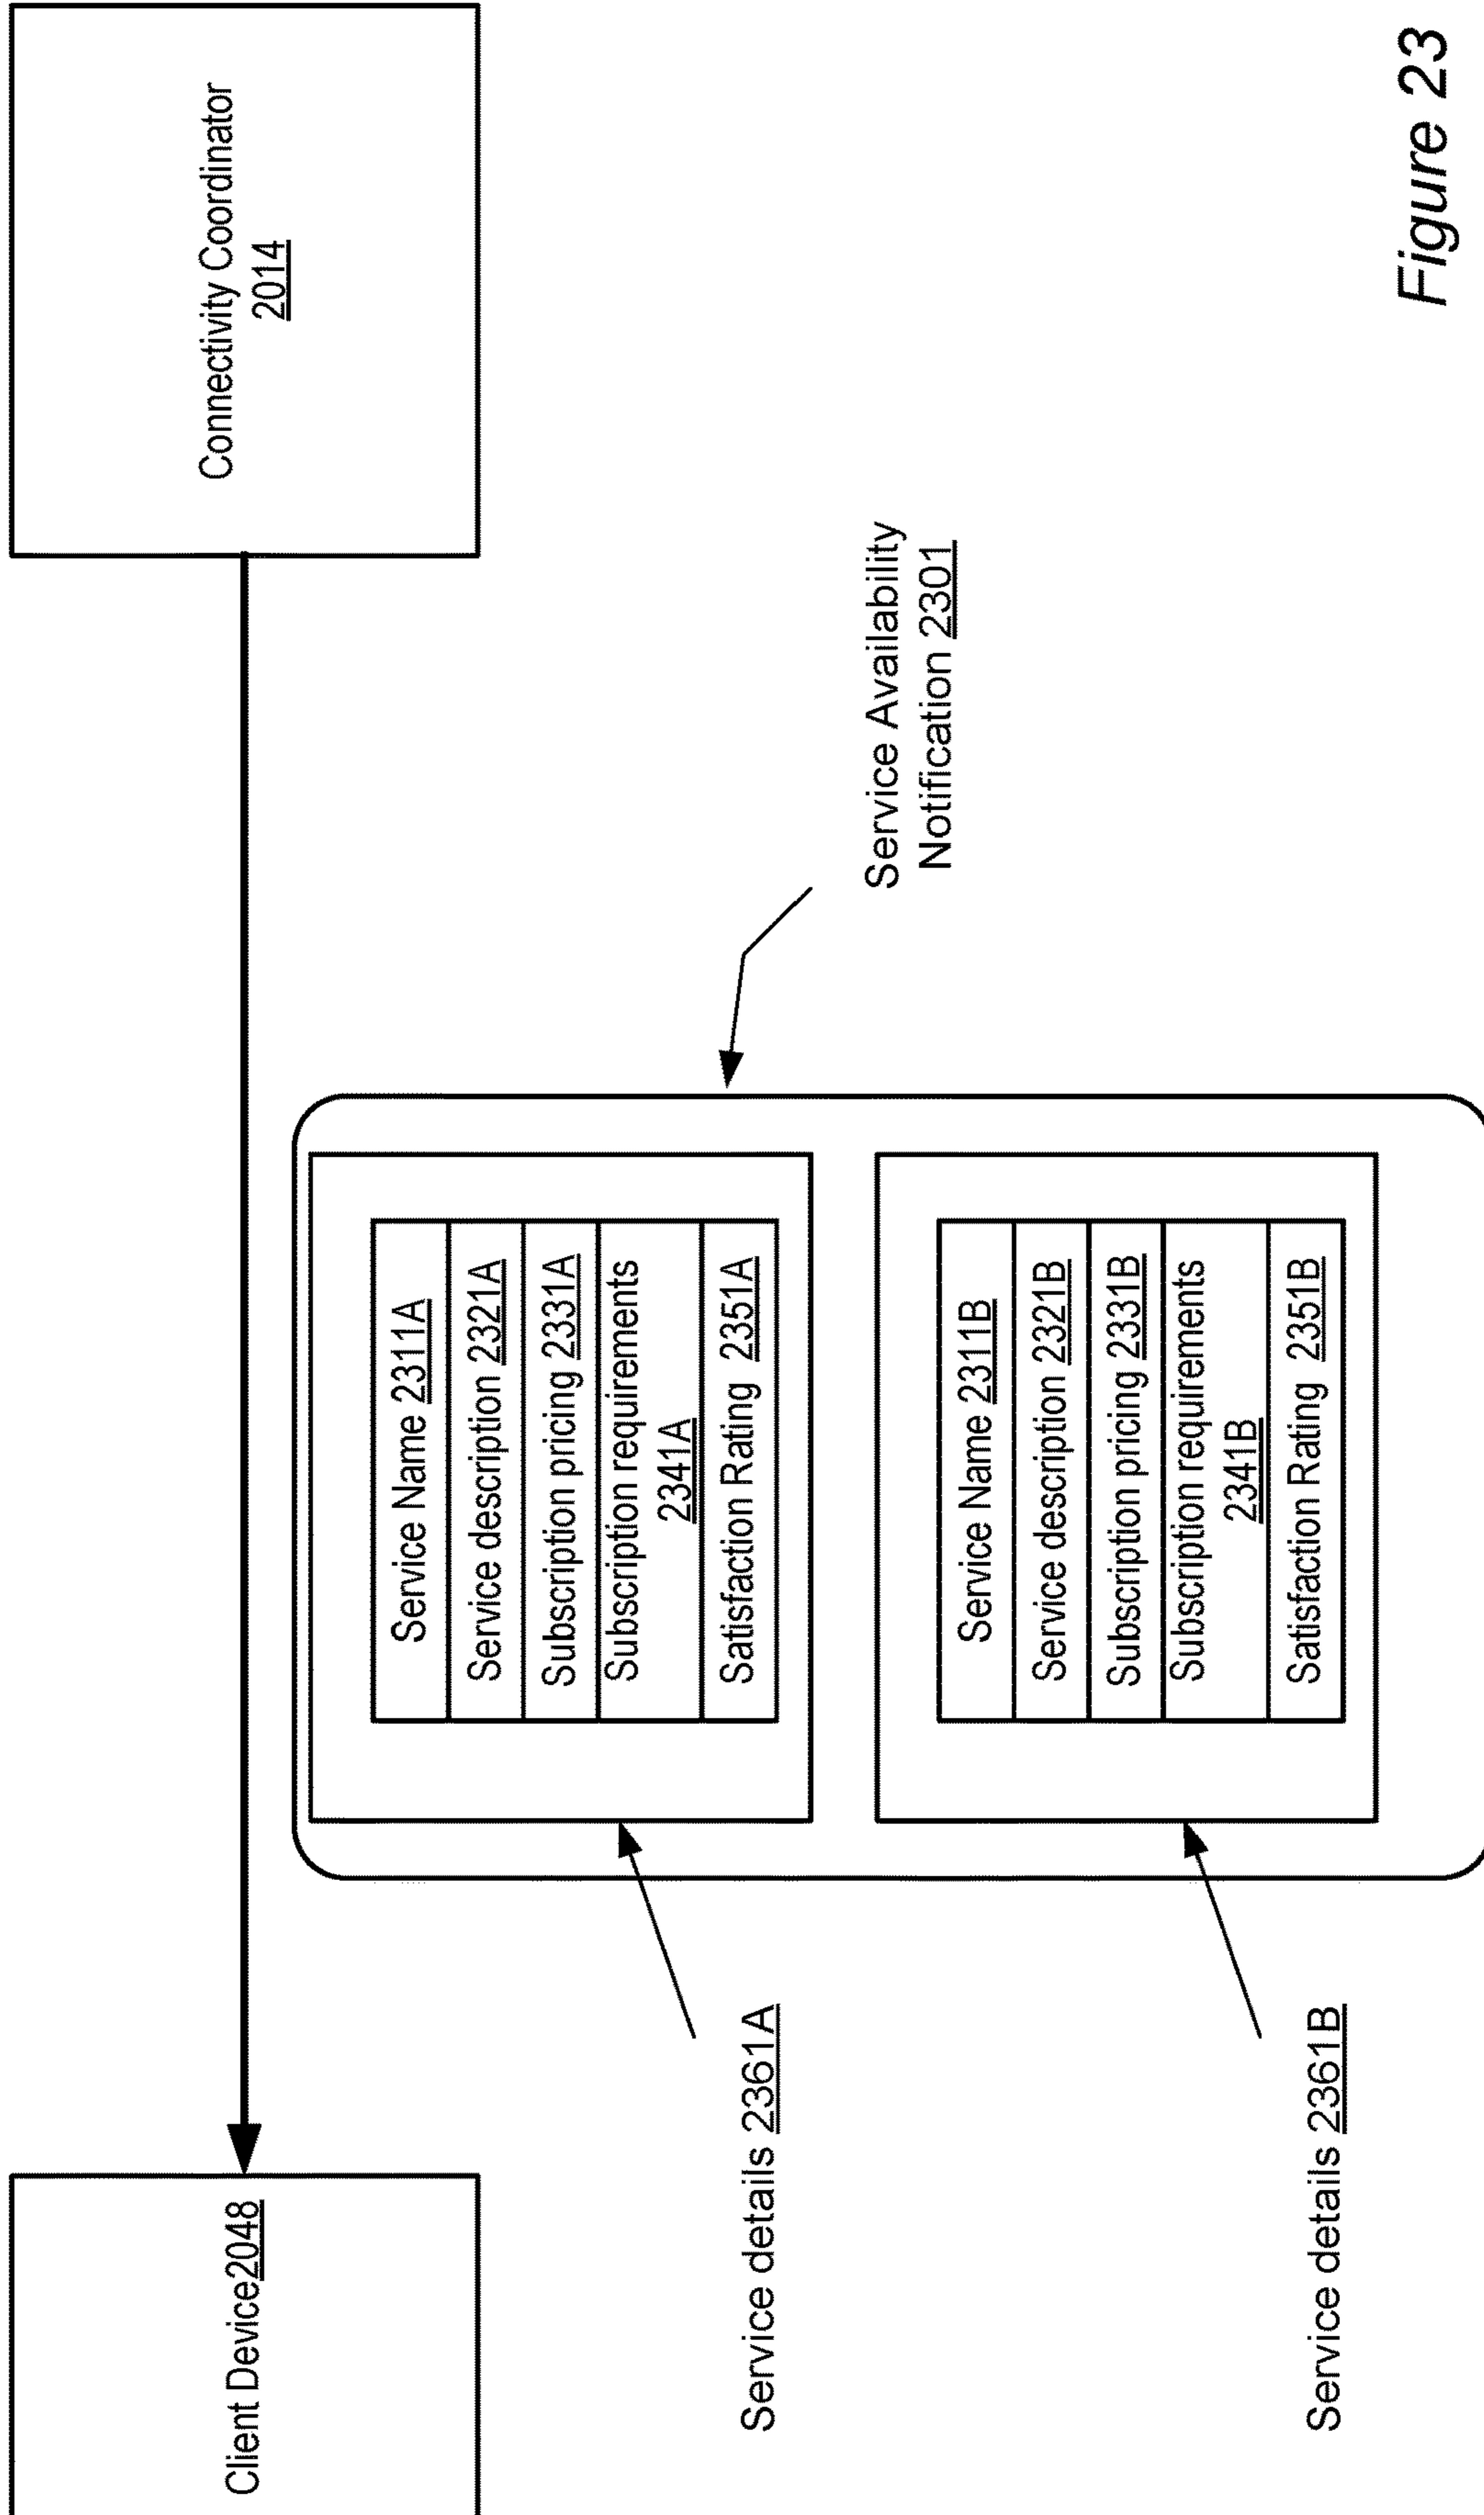 Client Device2048
Connectivity Coordinator
2014
Service Name 2311A
Service description 2321A
Subscription pricing 2331A
Subscription requirements
2341A
Satisfaction Rating 2351A
Service details 2361A
Service Availability
Notification 2301
Service Name 2311B
Service description 2321B
Subscription pricing 2331B
Subscription requirements
2341B
Satisfaction Rating 2351B
Service details 2361B
Figure 23